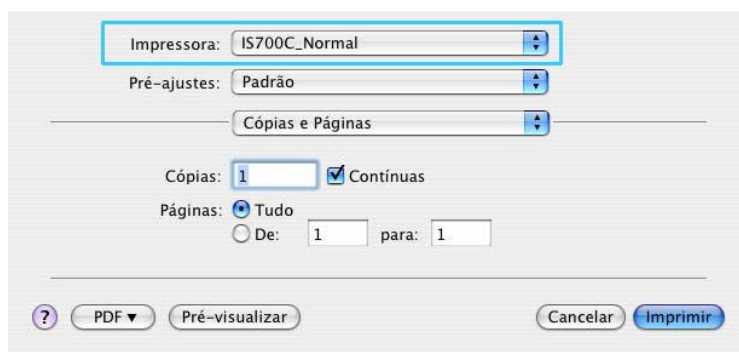 Impressora: IS700C_Normal
Pré-ajustes: Padrão
Cópias e Páginas
Cópias: 1 Contínuas
Páginas: Tudo
De: 1 para: 1
? PDF▼ Pré-visualizar Cancelar Imprimir